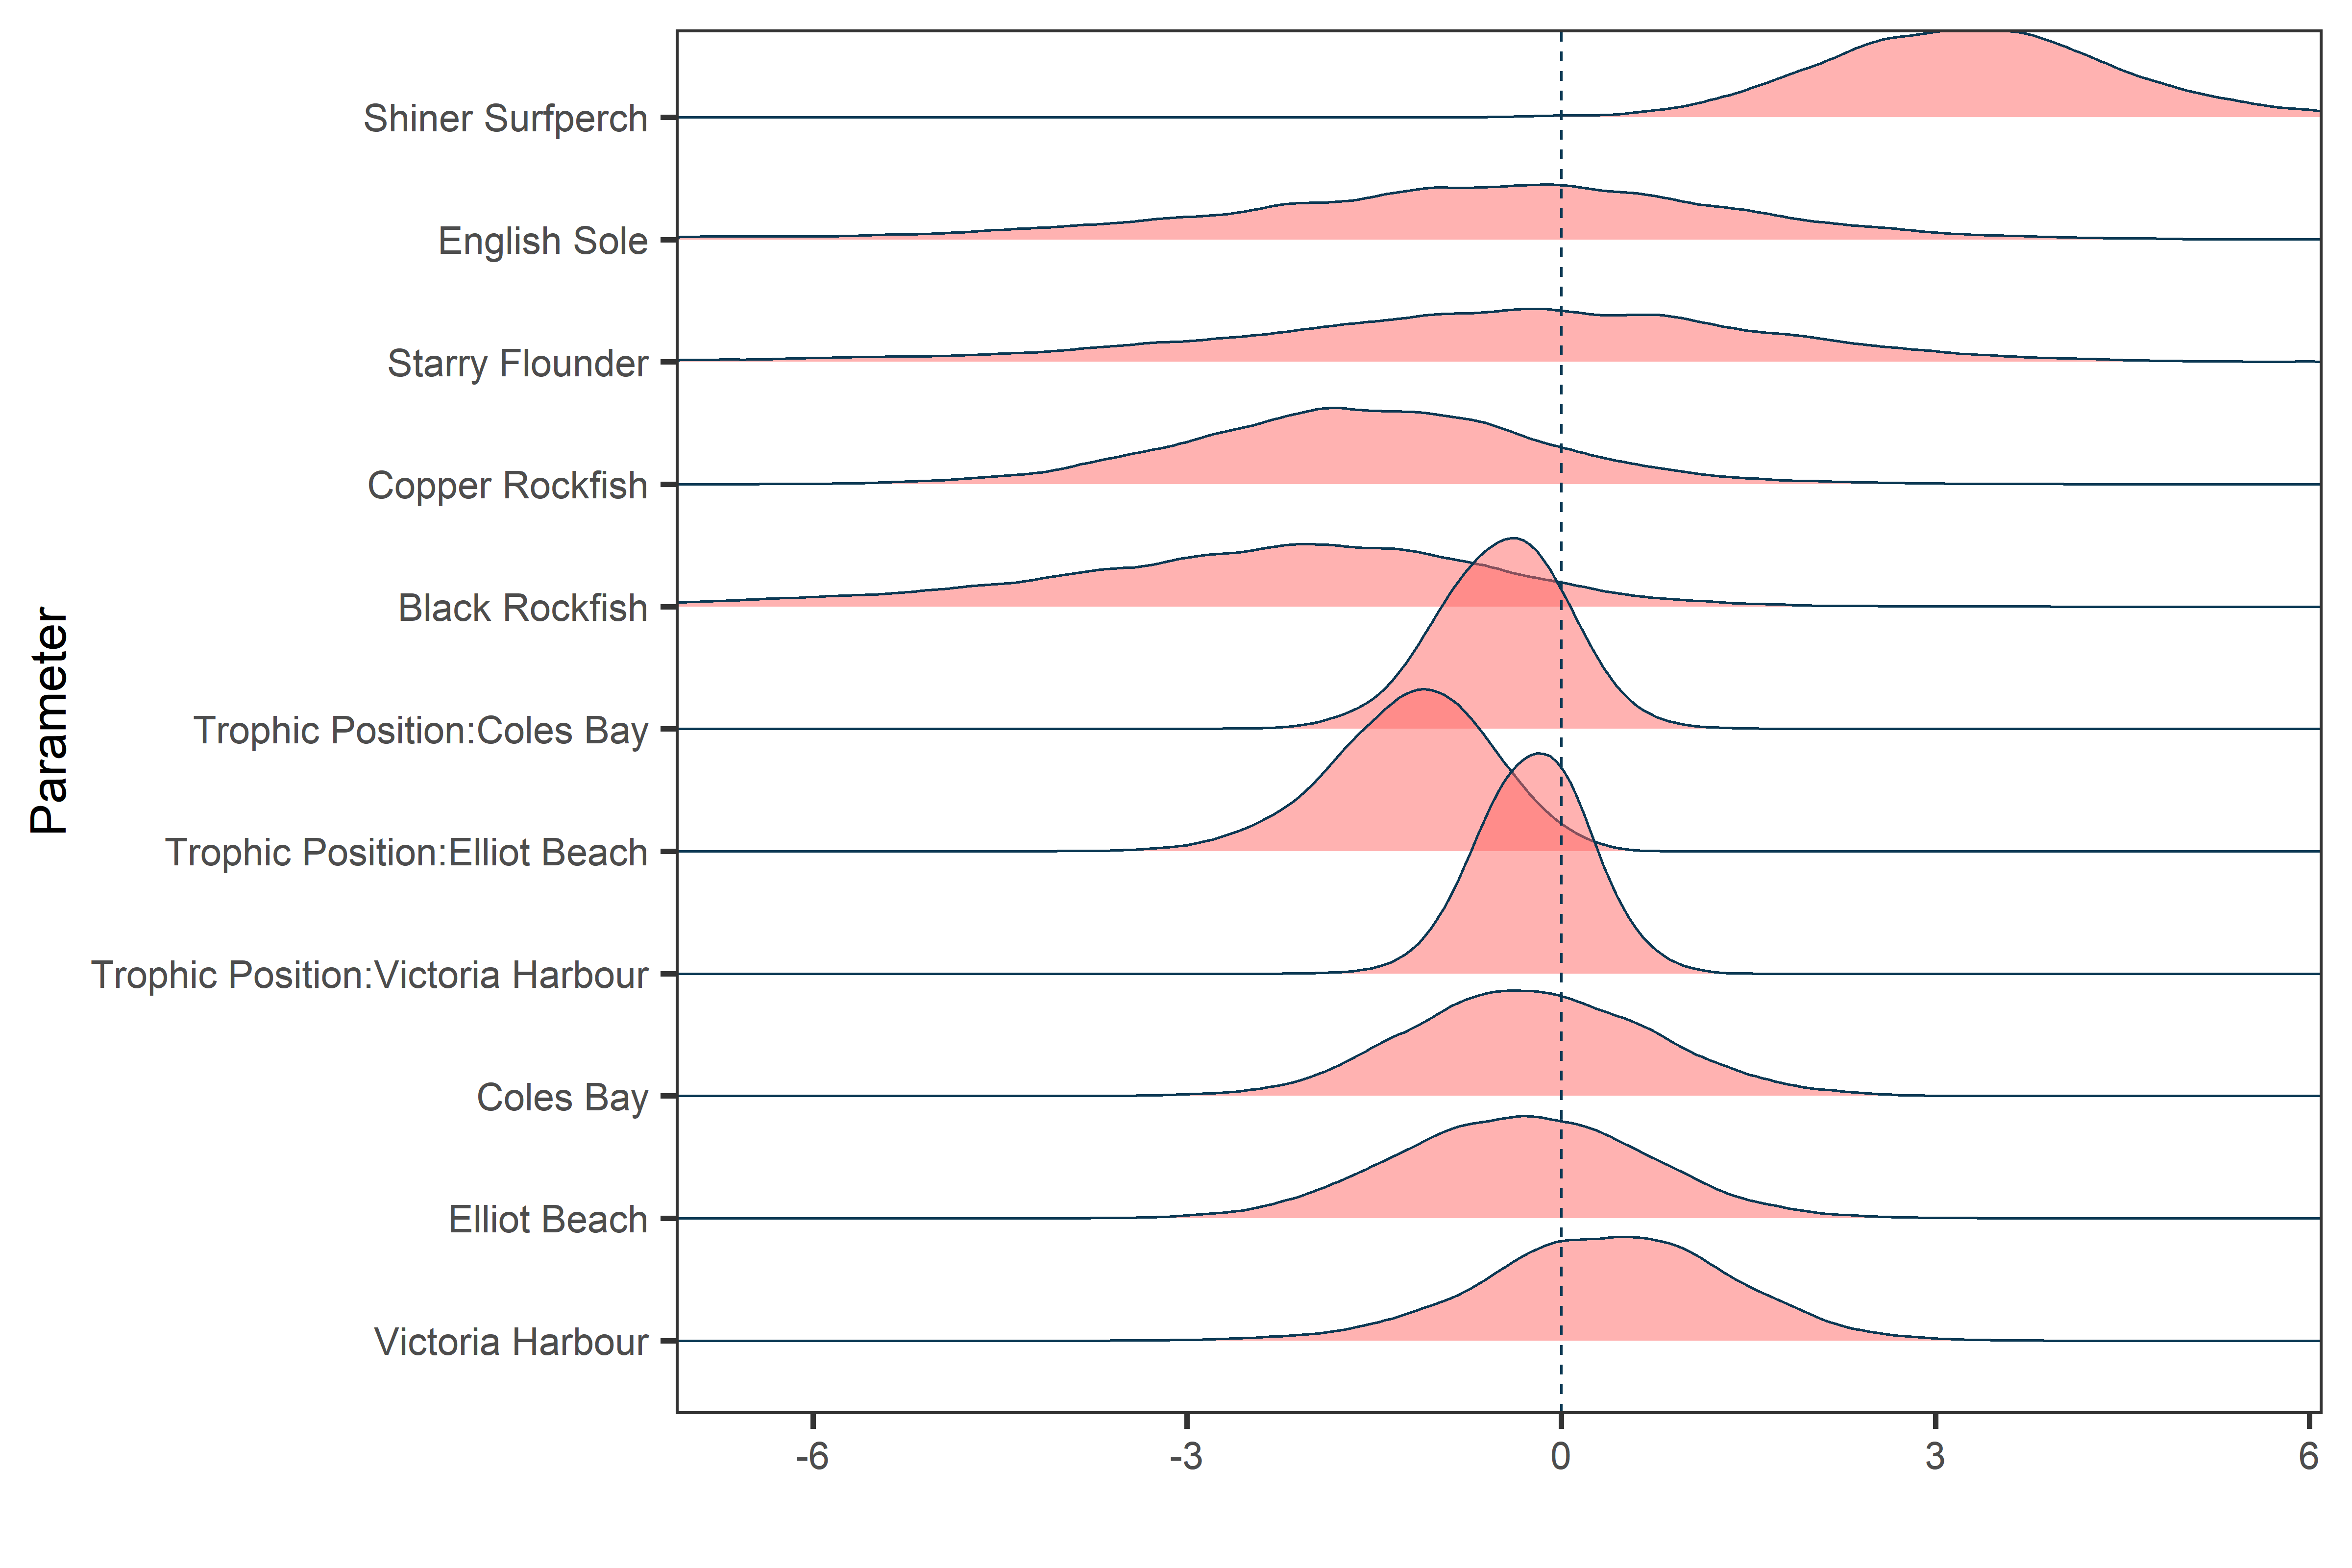 Parameter
Shiner Surfperch
English Sole
Starry Flounder
Copper Rockfish
Black Rockfish
Trophic Position:Coles Bay
Trophic Position:Elliot Beach
Trophic Position:Victoria Harbour
Coles Bay
Elliot Beach
Victoria Harbour
-6 -3 0 3 6